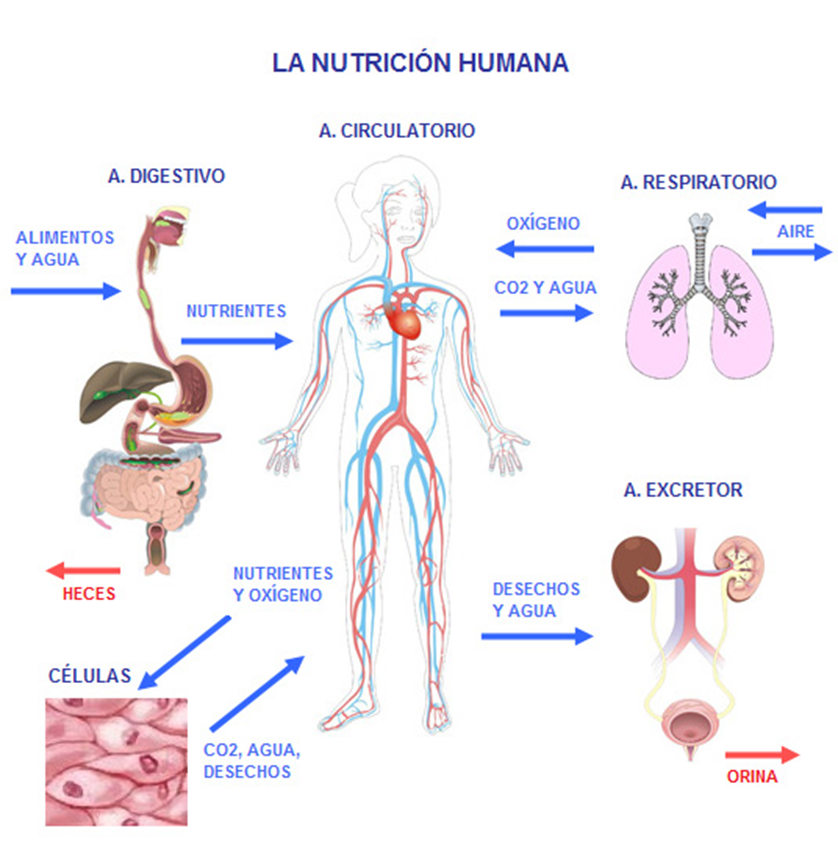 LA NUTRICIÓN HUMANA
A. CIRCULATORIO
A. DIGESTIVO
A. RESPIRATORIO
ALIMENTOS
Y AGUA
OXÍGENO
AIRE
CO2 Y AGUA
NUTRIENTES
A. EXCRETOR
HECES
NUTRIENTES
Y OXÍGENO
DESECHOS
Y AGUA
CÉLULAS
CO2, AGUA,
DESECHOS
ORINA